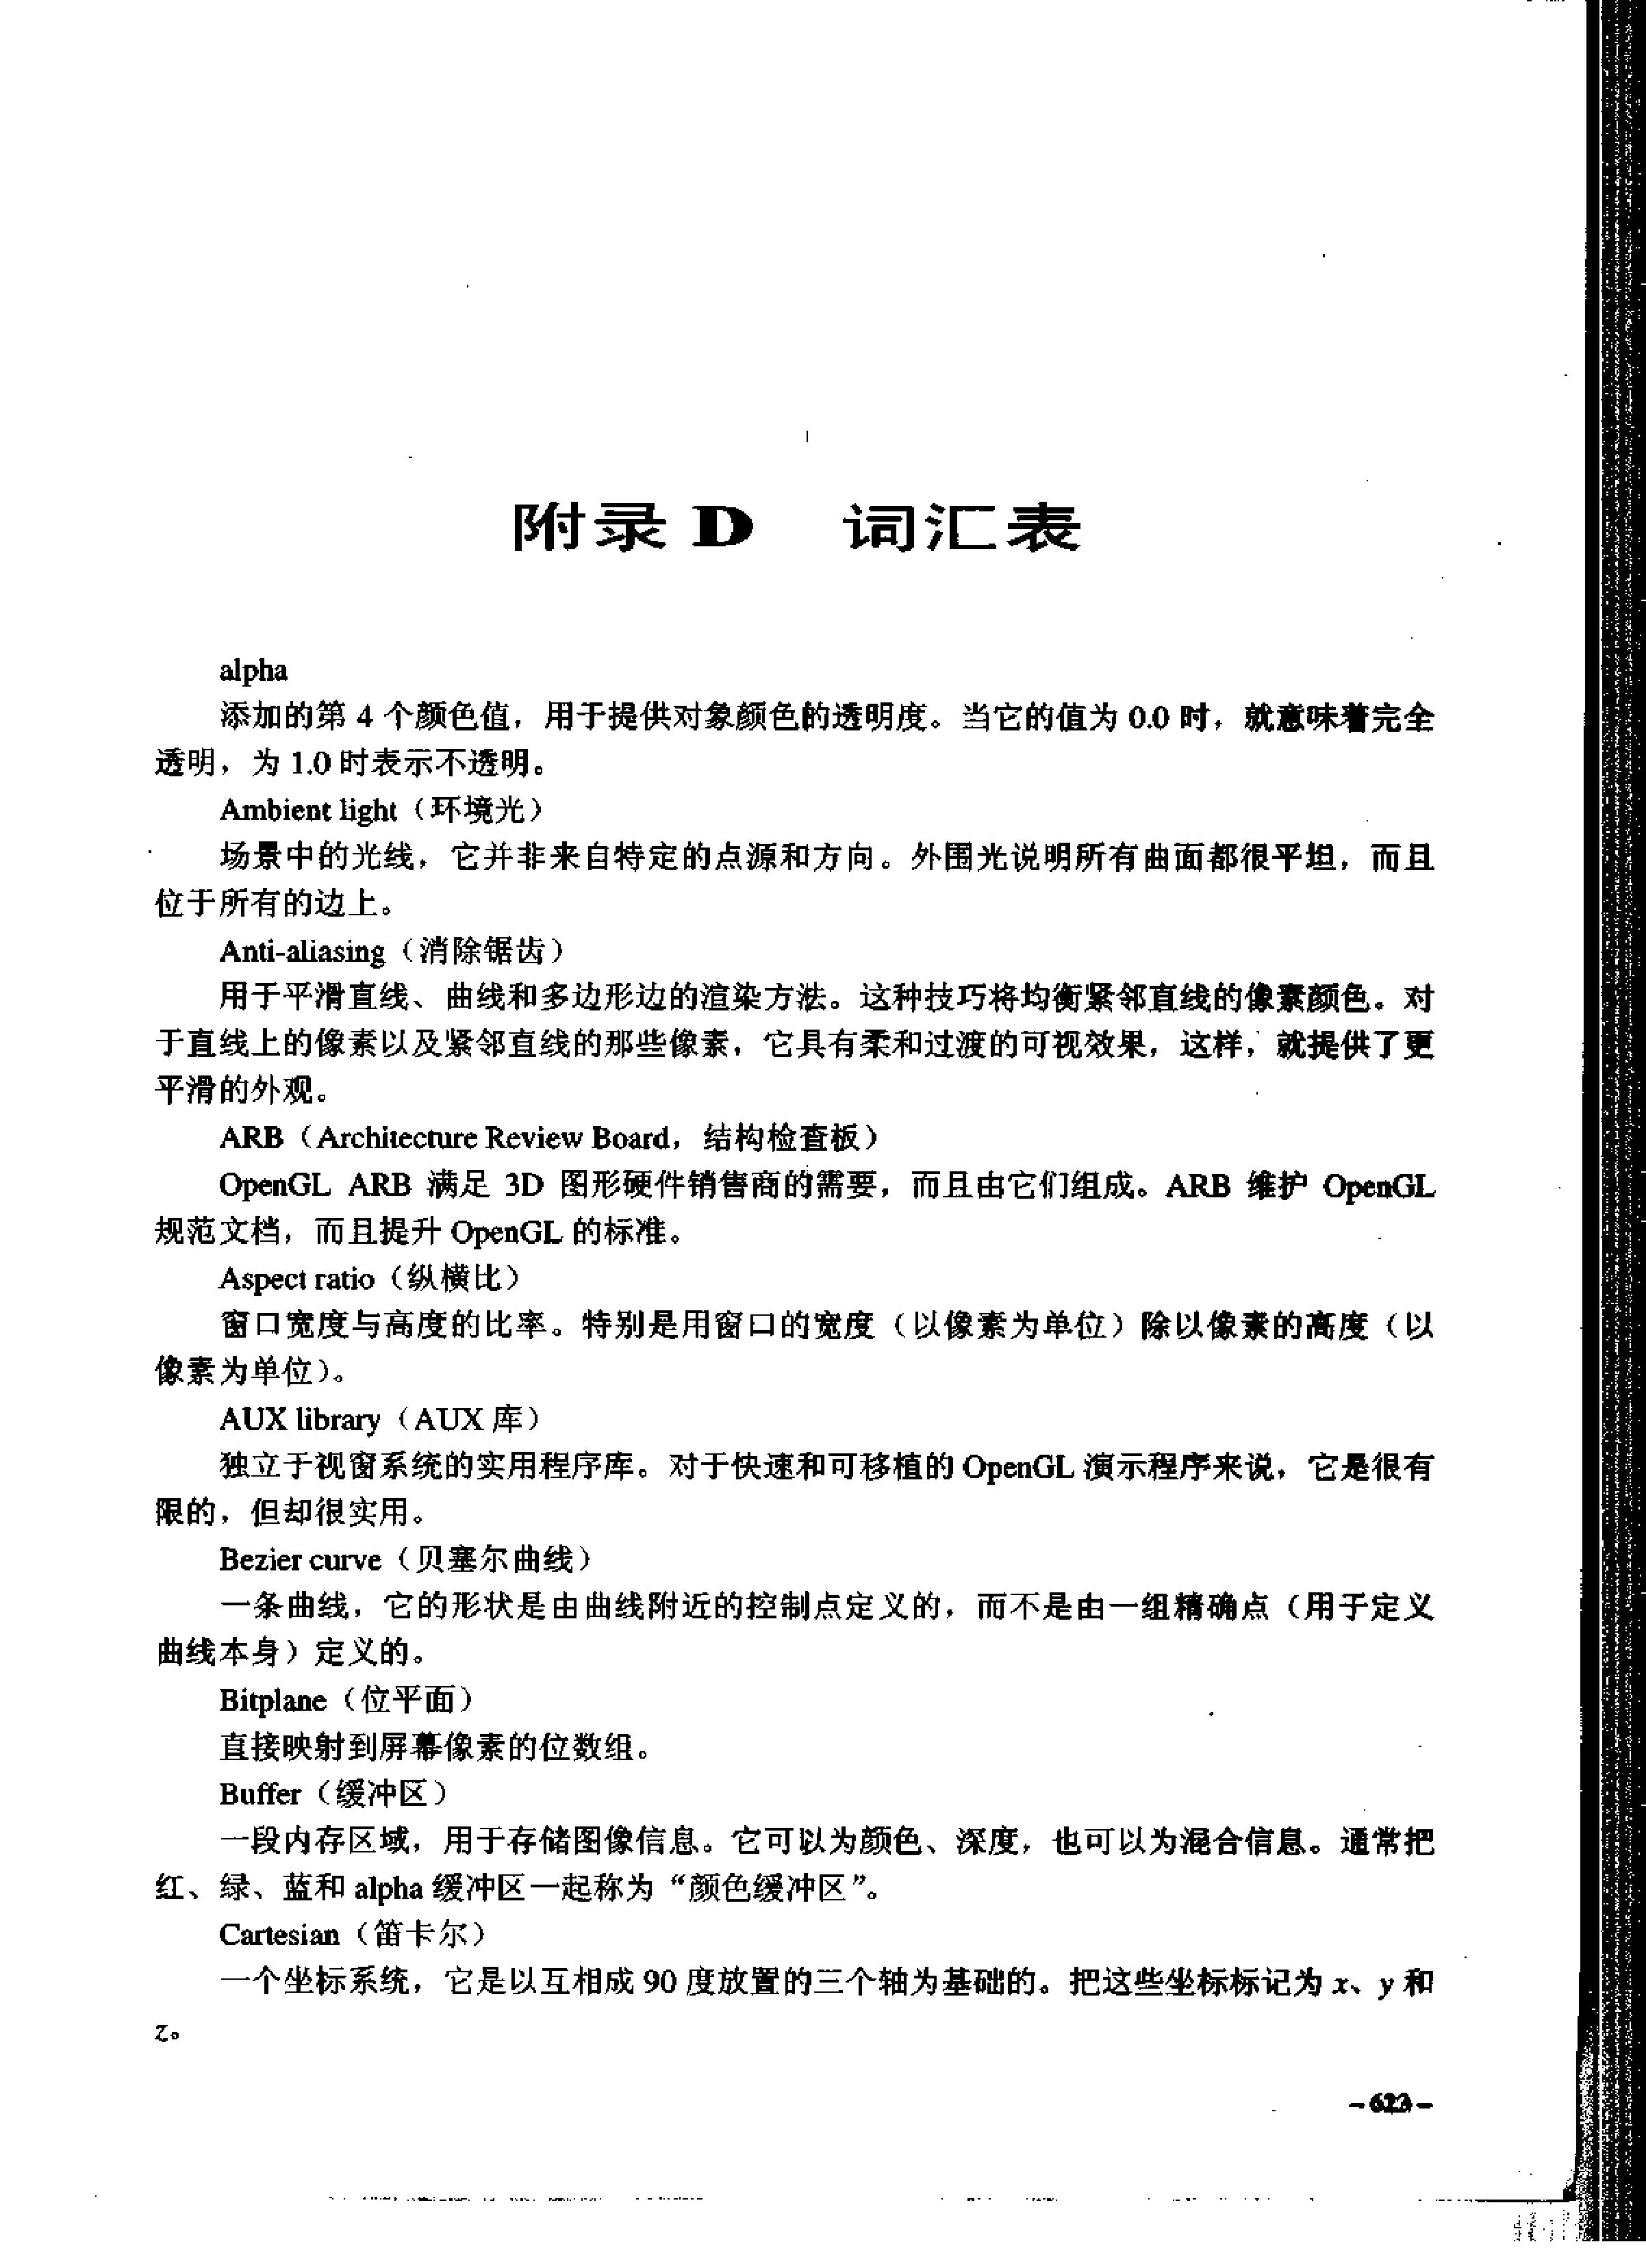 附录 D 词汇表
alpha
添加的第 4 个颜色值，用于提供对象颜色的透明度。当它的值为 0.0 时，就意味着完全
透明，为 1.0 时表示不透明。
Ambient light（环境光）
场景中的光线，它并非来自特定的点源和方向。外围光说明所有曲面都很平坦，而且
位于所有的边上。
Anti-aliasing（消除锯齿）
用于平滑直线、曲线和多边形边的渲染方法。这种技巧将均衡紧邻直线的像素颜色。对
于直线上的像素以及紧邻直线的那些像素，它具有柔和过渡的可视效果，这样，就提供了更
平滑的外观。
ARB（Architecture Review Board，结构检查板）
OpenGL ARB 满足 3D 图形硬件销售商的需要，而且由它们组成。ARB 维护 OpenGL
规范文档，而且提升 OpenGL 的标准。
Aspect ratio（纵横比）
窗口宽度与高度的比率。特别是用窗口的宽度（以像素为单位）除以像素的高度（以
像素为单位）。
AUX library（AUX 库）
独立于视窗系统的实用程序库。对于快速和可移植的 OpenGL 演示程序来说，它是很有
限的，但却很实用。
Bezier curve（贝塞尔曲线）
一条曲线，它的形状是由曲线附近的控制点定义的，而不是由一组精确点（用于定义
曲线本身）定义的。
Bitplane（位平面）
直接映射到屏幕像素的位数组。
Buffer（缓冲区）
一段内存区域，用于存储图像信息。它可以为颜色、深度，也可以为混合信息。通常把
红、绿、蓝和 alpha 缓冲区一起称为“颜色缓冲区”。
Cartesian（笛卡尔）
一个坐标系统，它是以互相成 90 度放置的三个轴为基础的。把这些坐标标记为 x、y 和
z。